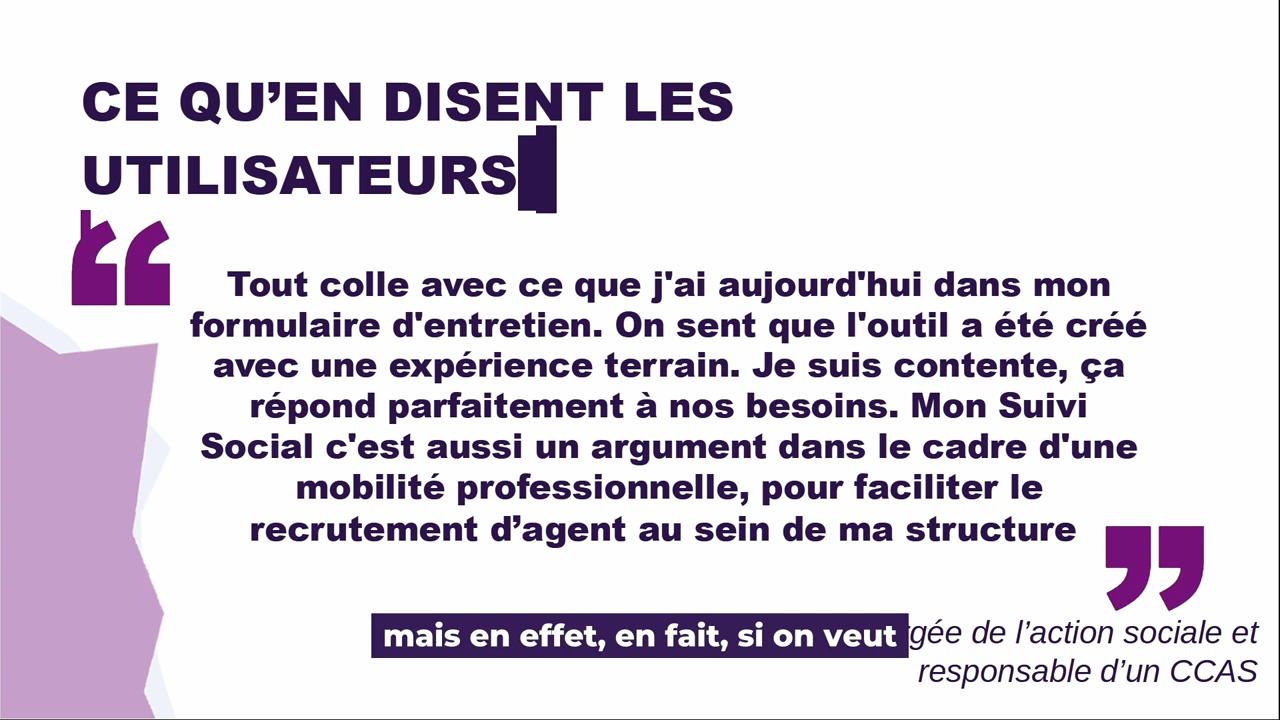 CE QU’EN DISENT LES
UTILISATEURS
“
Tout colle avec ce que j'ai aujourd'hui dans mon
formulaire d'entretien. On sent que l'outil a été créé
avec une expérience terrain. Je suis contente, ça
répond parfaitement à nos besoins. Mon Suivi
Social c'est aussi un argument dans le cadre d'une
mobilité professionnelle, pour faciliter le
recrutement d’agent au sein de ma structure
”
mais en effet, en fait, si on veut
de l’action sociale et
responsable d’un CCAS